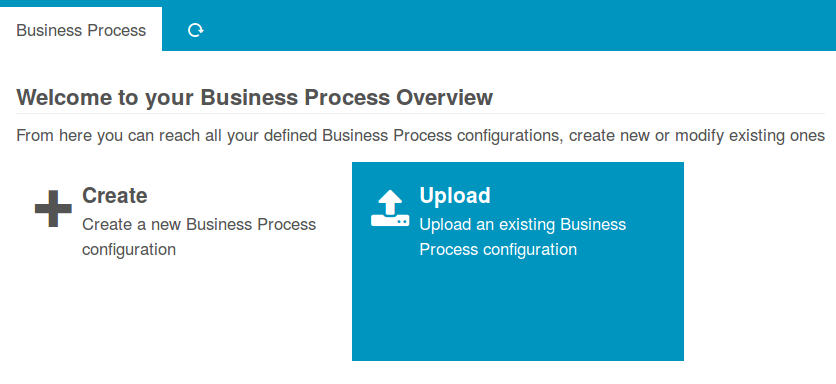 Business Process
Welcome to your Business Process Overview
From here you can reach all your defined Business Process configurations, create new or modify existing ones
Create
Create a new Business Process
configuration
Upload
Upload an existing Business
Process configuration